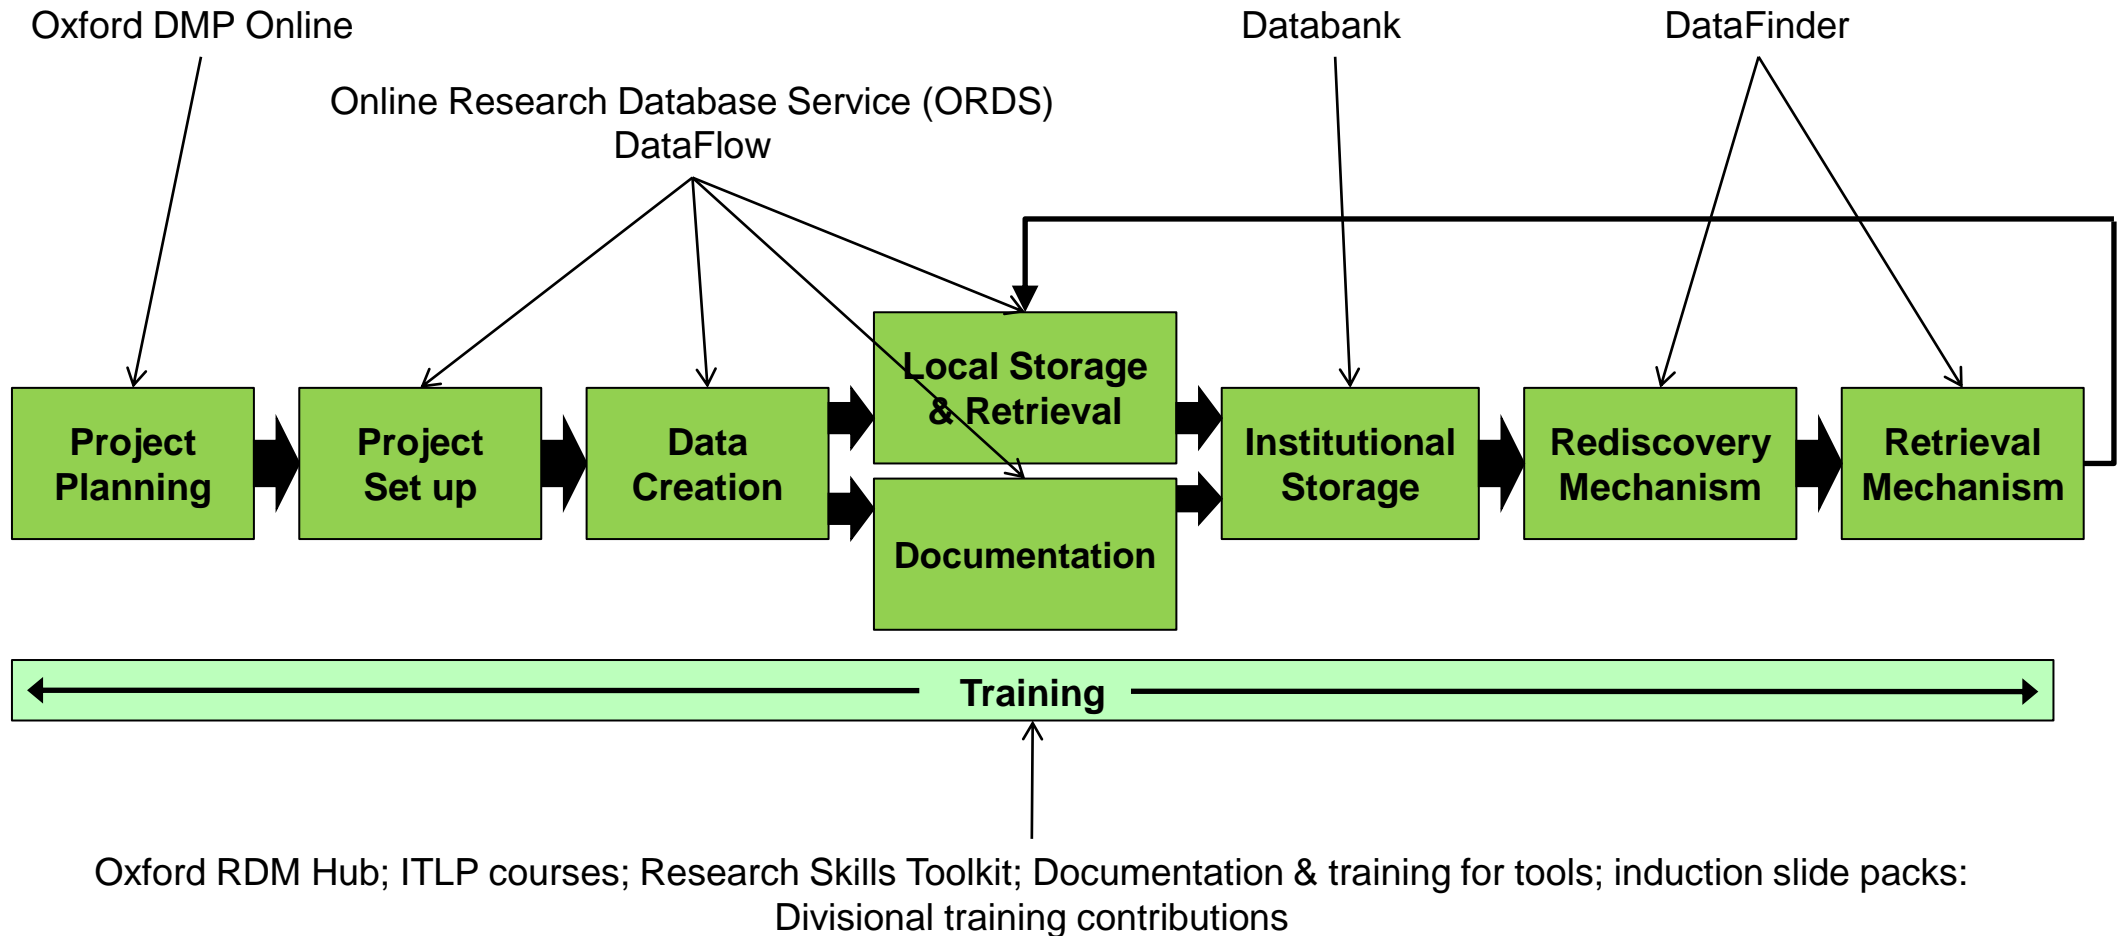 Oxford DMP Online
Databank
DataFinder
Online Research Database Service (ORDS)
DataFlow
Project
Planning
Project
Set up
Data
Creation
Local Storage
& Retrieval
Documentation
Institutional
Storage
Rediscovery
Mechanism
Retrieval
Mechanism
Training
Oxford RDM Hub; ITLP courses; Research Skills Toolkit; Documentation & training for tools; induction slide packs:
Divisional training contributions